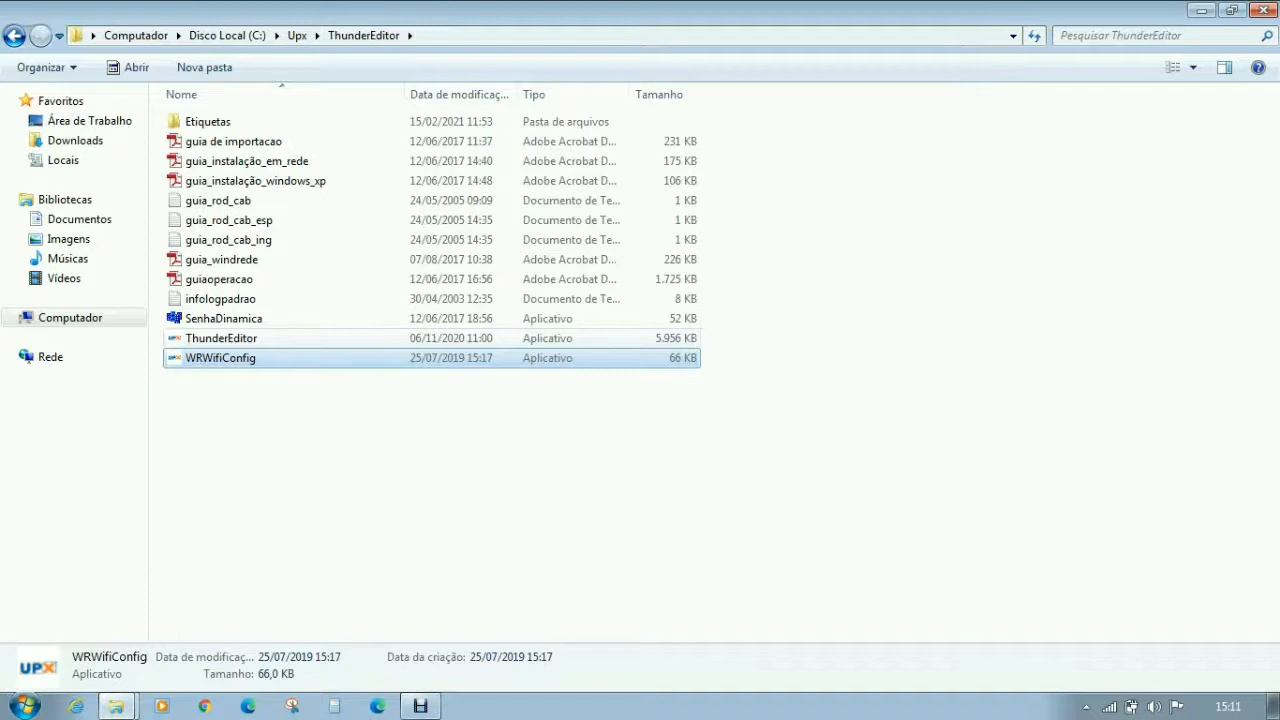 Computador Disco Local (C:) Upx ThunderEditor Pesquisar ThunderEditor
Organizar Abrir Nova pasta
Nome Data de modificaç... Tipo Tamanho
Favoritos
Área de Trabalho
Downloads
Locais
Bibliotecas
Documentos
Imagens
Músicas
Vídeos
Computador
Rede
Etiquetas 15/02/2021 11:53 Pasta de arquivos
guia de importacao 12/06/2017 11:37 Adobe Acrobat D... 231 KB
guia_instalação_em_rede 12/06/2017 14:40 Adobe Acrobat D... 175 KB
guia_instalação_windows_xp 12/06/2017 14:48 Adobe Acrobat D... 106 KB
guia_rod_cab 24/05/2005 09:09 Documento de Te... 1 KB
guia_rod_cab_esp 24/05/2005 14:35 Documento de Te... 1 KB
guia_rod_cab_ing 24/05/2005 14:35 Documento de Te... 1 KB
guia_windrede 07/08/2017 10:38 Adobe Acrobat D... 226 KB
guiaoperacao 12/06/2017 16:56 Adobe Acrobat D... 1.725 KB
infologpadrao 30/04/2003 12:35 Documento de Te... 8 KB
SenhaDinamica 12/06/2017 18:56 Aplicativo 52 KB
ThunderEditor 06/11/2020 11:00 Aplicativo 5.956 KB
WRWifiConfig 25/07/2019 15:17 Aplicativo 66 KB
UPX
WRWifiConfig Data de modificaç... 25/07/2019 15:17 Data da criação: 25/07/2019 15:17
Aplicativo Tamanho: 66,0 KB
15:11